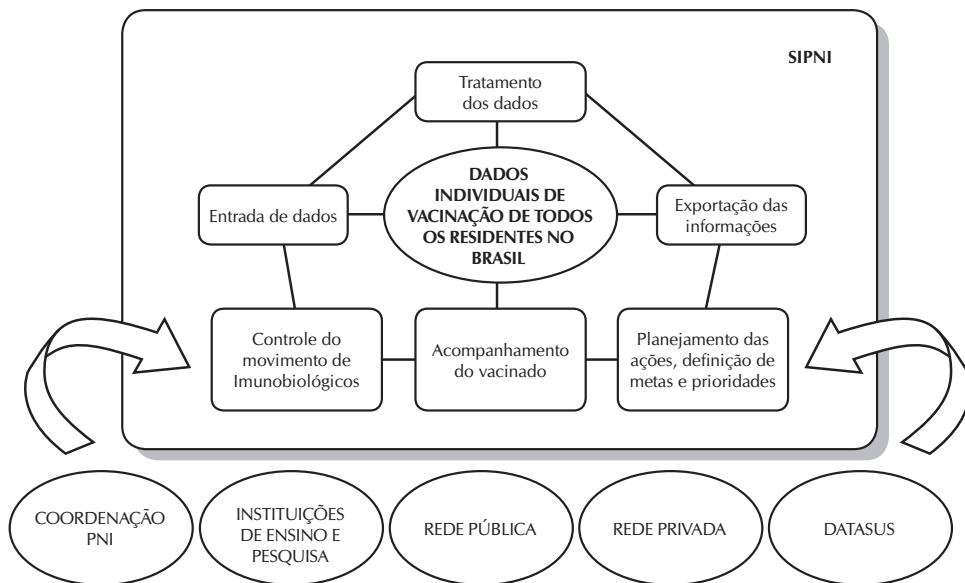 SIPNI
Tratamento
dos dados
DADOS
INDIVIDUAIS DE
VACINAÇÃO DE TODOS
OS RESIDENTES NO
BRASIL
Entrada de dados
Exportação das
informações
Controle do
movimento de
Imunobiológicos
Acompanhamento
do vacinado
Planejamento das
ações, definição de
metas e prioridades
COORDENAÇÃO
PNI
INSTITUIÇÕES
DE ENSINO E
PESQUISA
REDE PÚBLICA
REDE PRIVADA
DATASUS